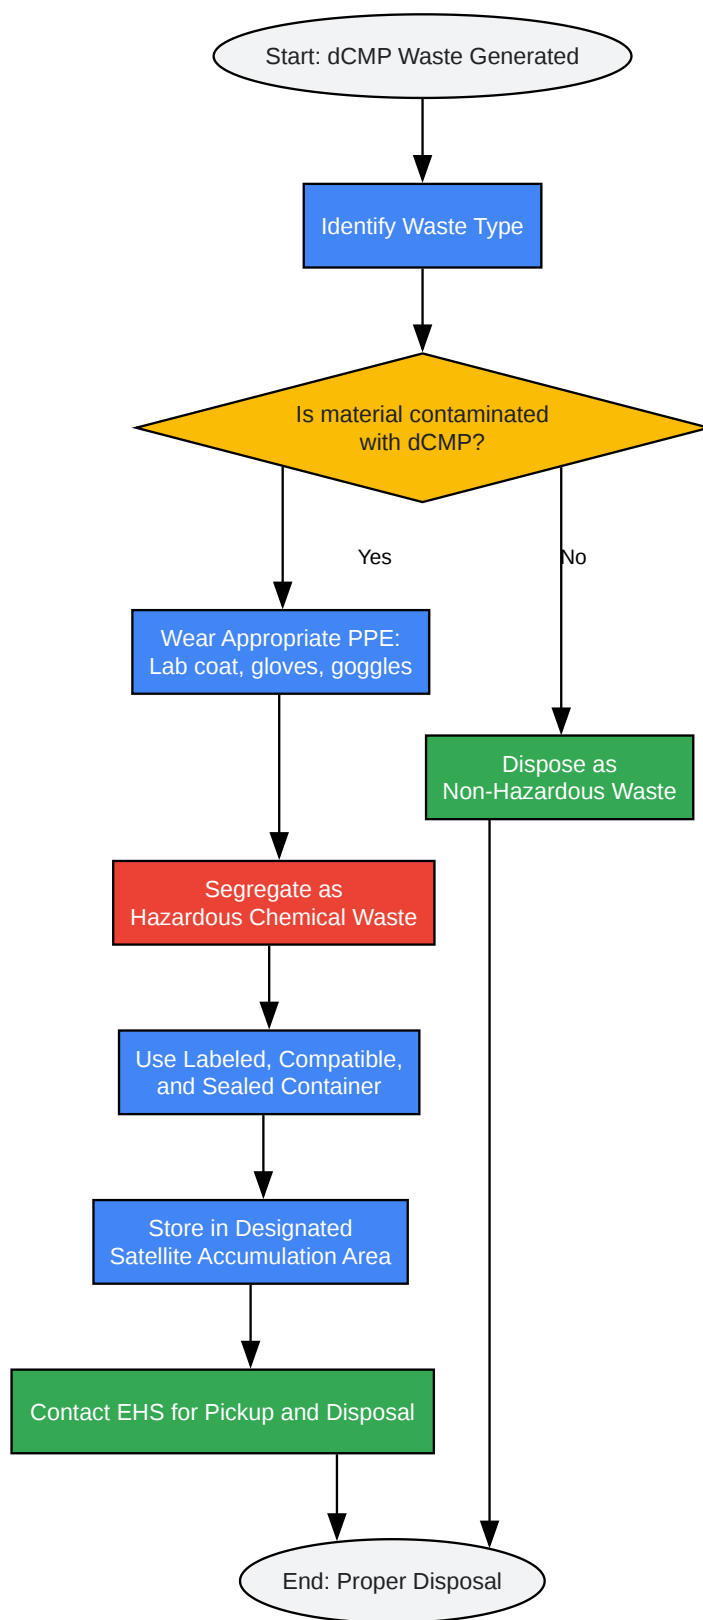 Start: dCMP Waste Generated
Identify Waste Type
Is material contaminated
with dCMP?
Yes
No
Wear Appropriate PPE:
Lab coat, gloves, goggles
Dispose as
Non-Hazardous Waste
Segregate as
Hazardous Chemical Waste
Use Labeled, Compatible,
and Sealed Container
Store in Designated
Satellite Accumulation Area
Contact EHS for Pickup and Disposal
End: Proper Disposal